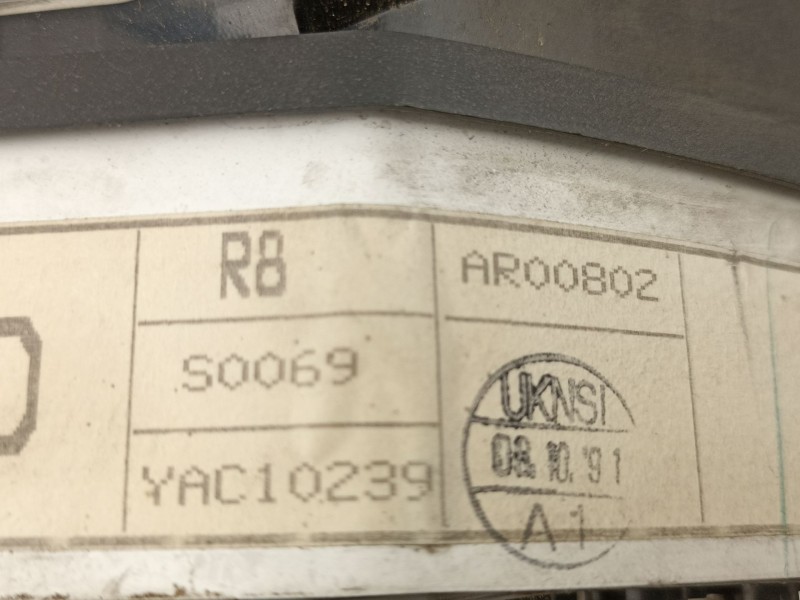 R8
S0069
YAC10239
AR00802
UKNSI
08.10.'91
A1